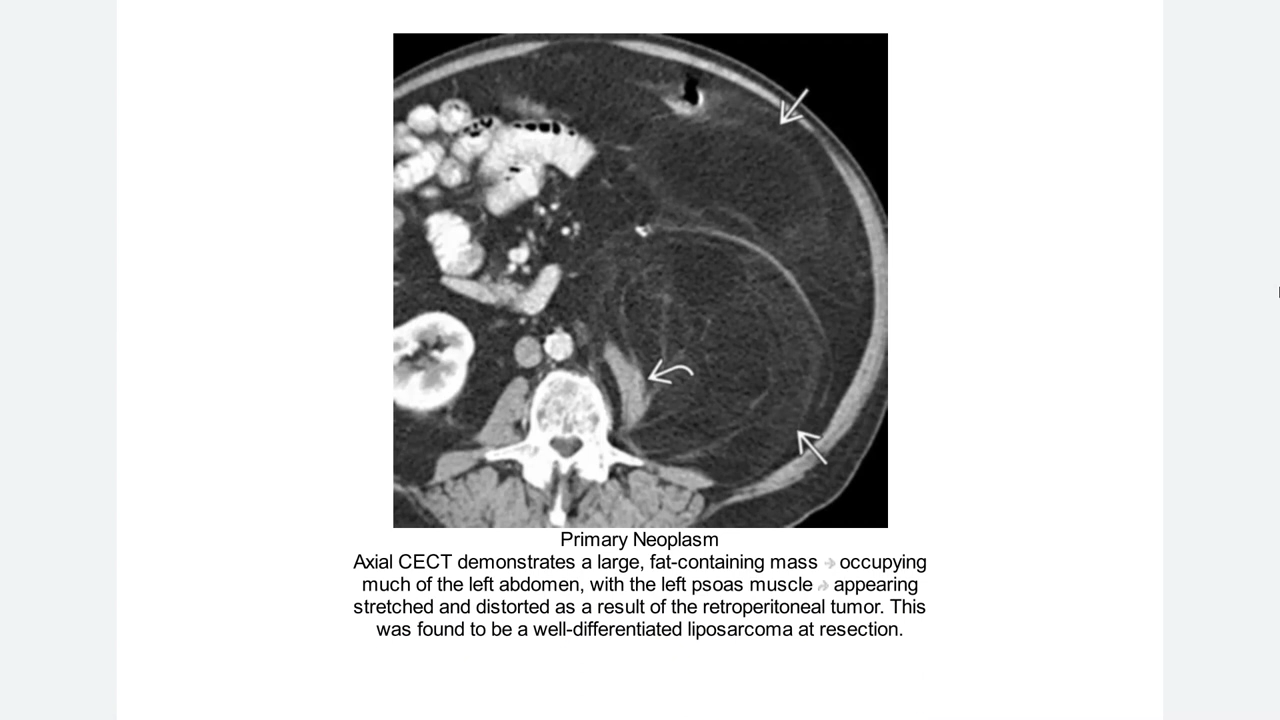 Primary Neoplasm
Axial CECT demonstrates a large, fat-containing mass occupying
much of the left abdomen, with the left psoas muscle appearing
stretched and distorted as a result of the retroperitoneal tumor. This
was found to be a well-differentiated liposarcoma at resection.